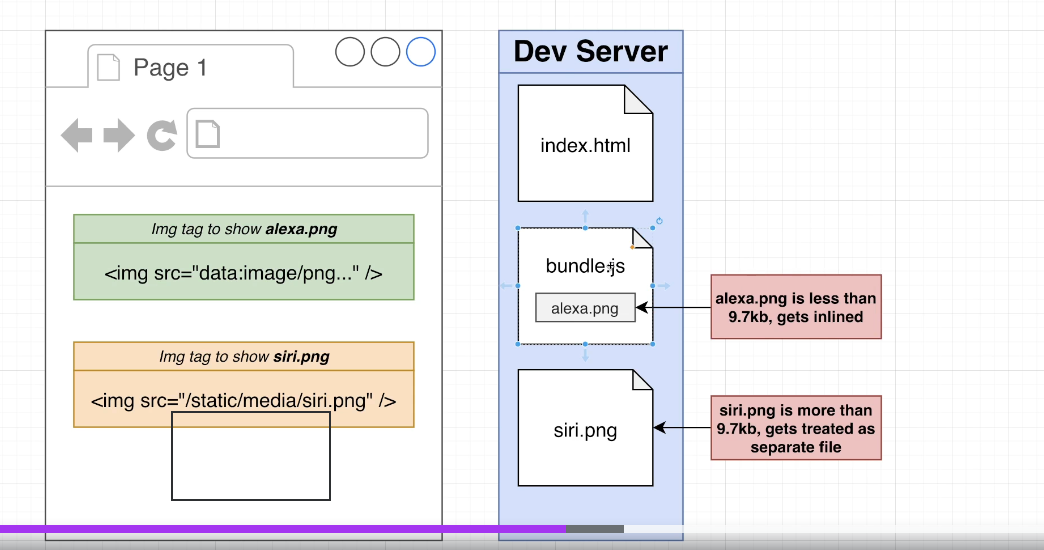 Page 1
Img tag to show alexa.png
<img src="data:image/png..." />
Img tag to show siri.png
<img src="/static/media/siri.png" />
Dev Server
index.html
bundle.js
alexa.png
siri.png
alexa.png is less than
9.7kb, gets inlined
siri.png is more than
9.7kb, gets treated as
separate file